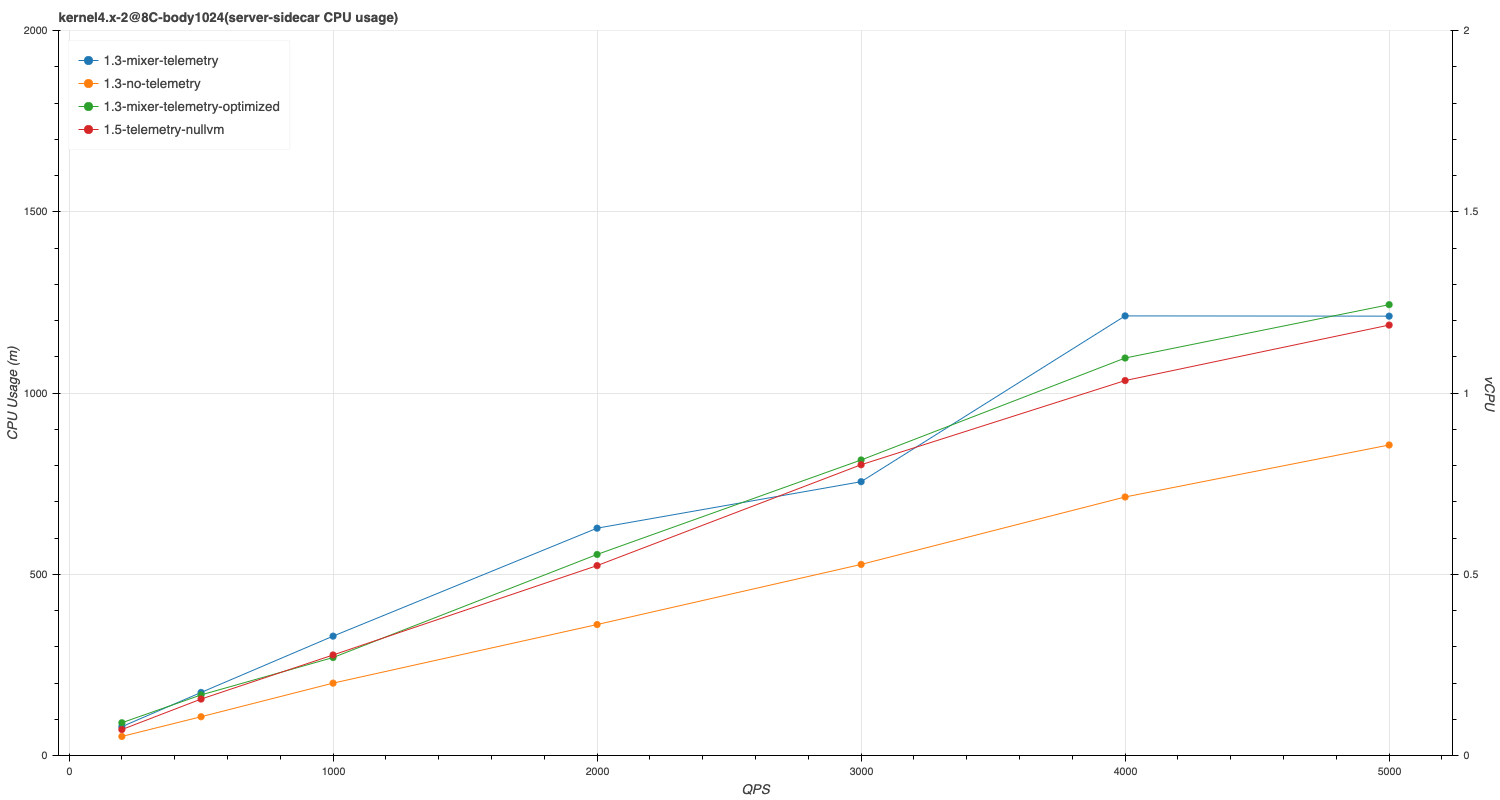 kernel4.x-2@8C-body1024(server-sidecar CPU usage)
1.3-mixer-telemetry
1.3-no-telemetry
1.3-mixer-telemetry-optimized
1.5-telemetry-nullvm
2000
1500
1000
500
0
CPU Usage (m)
2
1.5
1
0.5
0
vCPU
0
1000
2000
3000
4000
5000
QPS